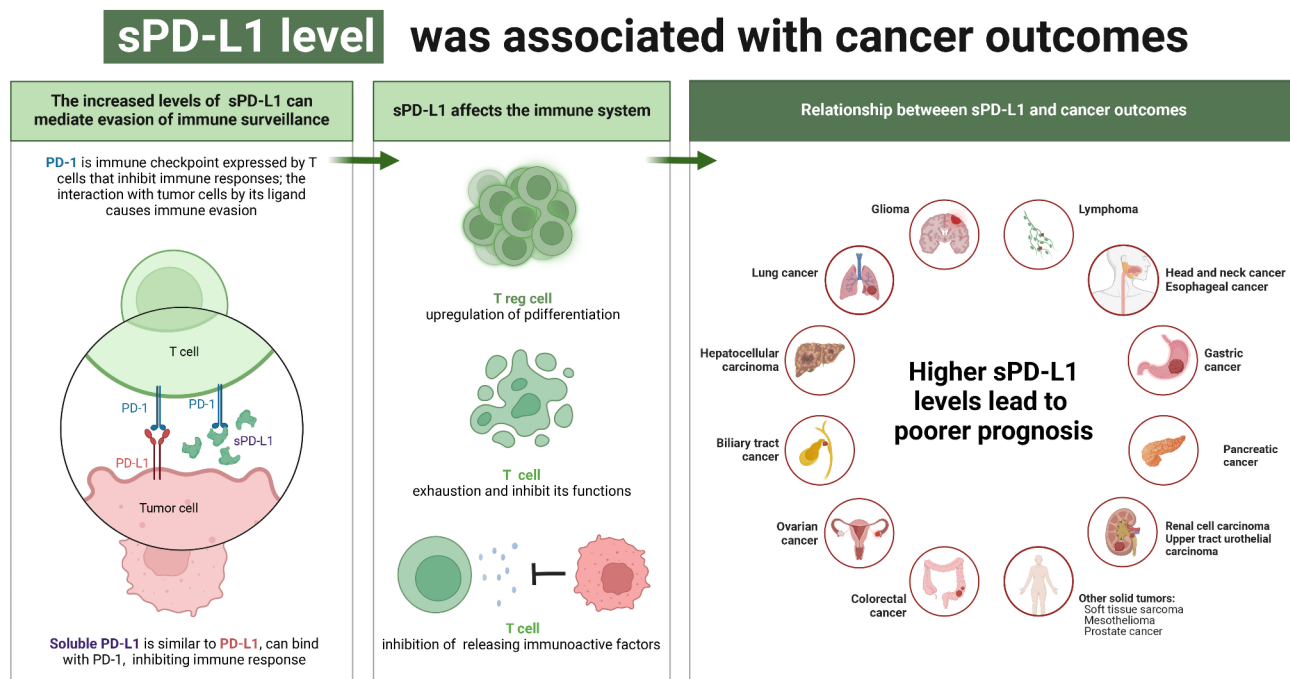 sPD-L1 level was associated with cancer outcomes
The increased levels of sPD-L1 can
mediate evasion of immune surveillance
PD-1 is immune checkpoint expressed by T
cells that inhibit immune responses; the
interaction with tumor cells by its ligand
causes immune evasion
T cell
PD-1
PD-1
sPD-L1
PD-L1
Tumor cell
Soluble PD-L1 is similar to PD-L1, can bind
with PD-1, inhibiting immune response
sPD-L1 affects the immune system
T reg cell
upregulation of pdifferentiation
T cell
exhaustion and inhibit its functions
T cell
inhibition of releasing immunoactive factors
Relationship betweeen sPD-L1 and cancer outcomes
Glioma
Lymphoma
Lung cancer
Head and neck cancer
Esophageal cancer
Hepatocellular
carcinoma
Gastric
cancer
Higher sPD-L1
levels lead to
poorer prognosis
Biliary tract
cancer
Pancreatic
cancer
Ovarian
cancer
Renal cell carcinoma
Upper tract urothelial
carcinoma
Colorectal
cancer
Other solid tumors:
Soft tissue sarcoma
Mesothelioma
Prostate cancer